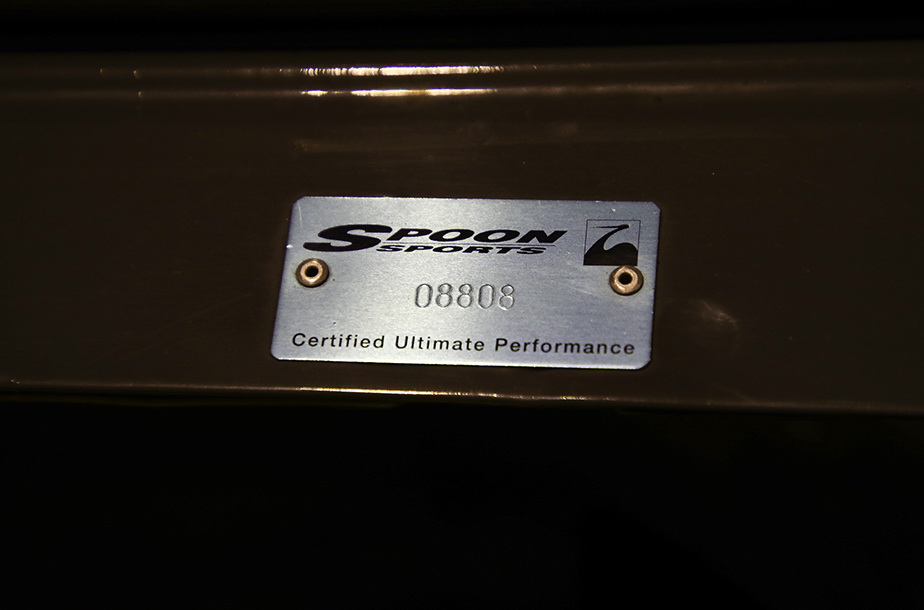 SPOON
SPORTS
08808
Certified Ultimate Performance